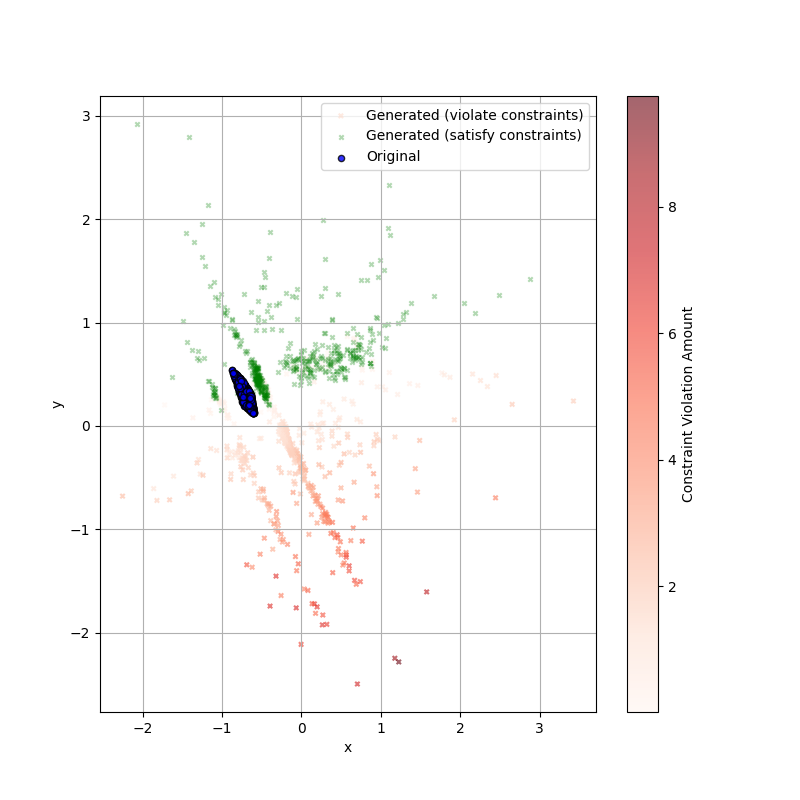 Generated (violate constraints)
Generated (satisfy constraints)
Original
3
2
1
0
−1
−2
y
−2
−1
0
1
2
3
x
8
6
4
2
Constraint Violation Amount